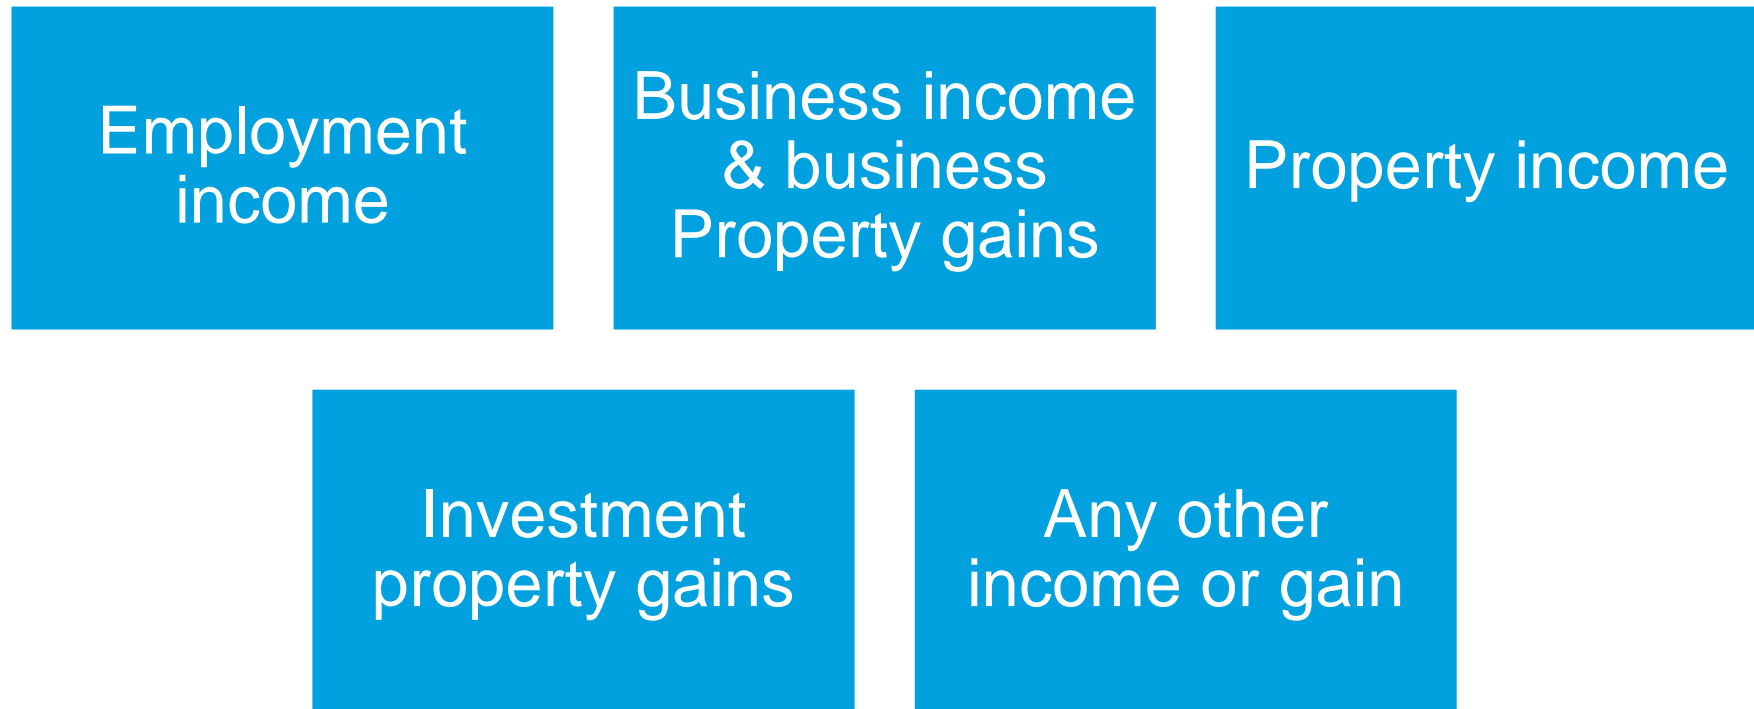 Employment
income
Business income
& business
Property gains
Property income
Investment
property gains
Any other
income or gain